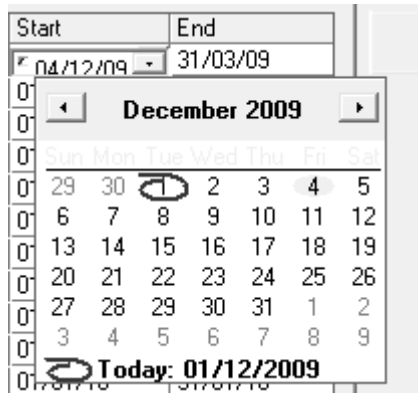 Start End
04/12/09 31/03/09
December 2009
Sun Mon Tue Wed Thu Fri Sat
29 30 1 2 3 4 5
6 7 8 9 10 11 12
13 14 15 16 17 18 19
20 21 22 23 24 25 26
27 28 29 30 31 1 2
3 4 5 6 7 8 9
Today: 01/12/2009